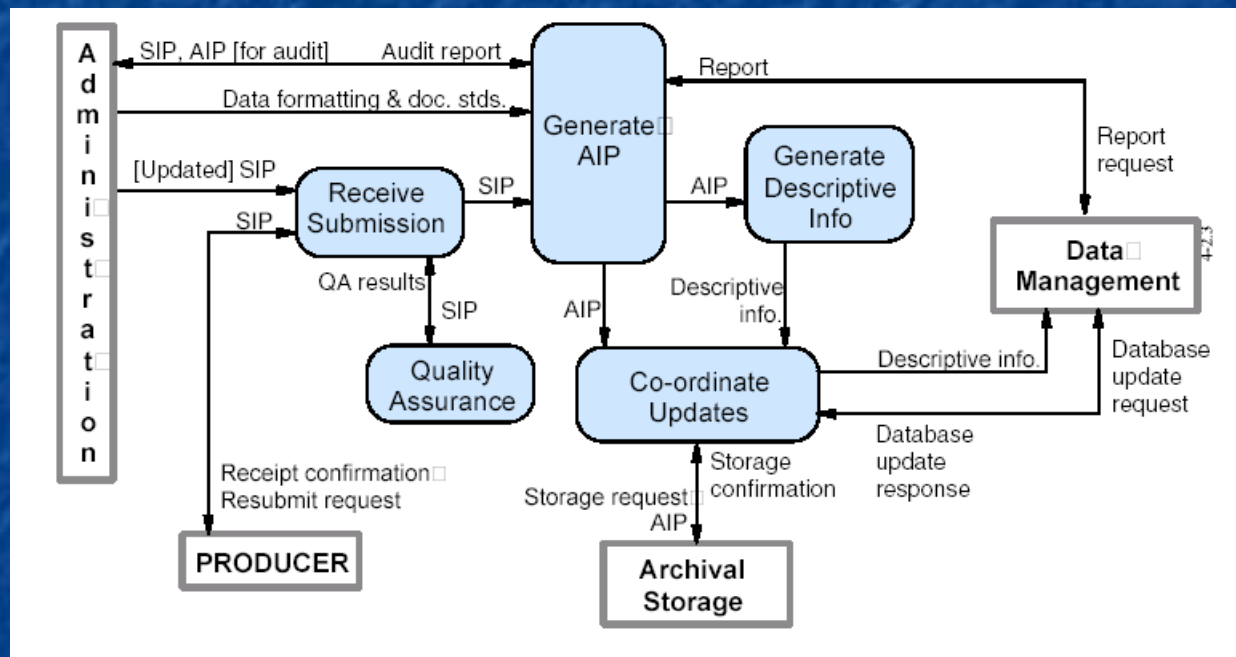 Administration
SIP, AIP [for audit]
Audit report
Data formatting & doc. stds.
[Updated] SIP
SIP
Receive
Submission
SIP
QA results
SIP
Quality
Assurance
Receipt confirmation
Resubmit request
PRODUCER
Generate
AIP
Report
Report
request
AIP
Generate
Descriptive
Info
AIP
Descriptive
info.
Co-ordinate
Updates
Descriptive info.
Data
Management
4-2.3
Database
update
request
Database
update
response
Storage request
AIP
Storage
confirmation
Archival
Storage